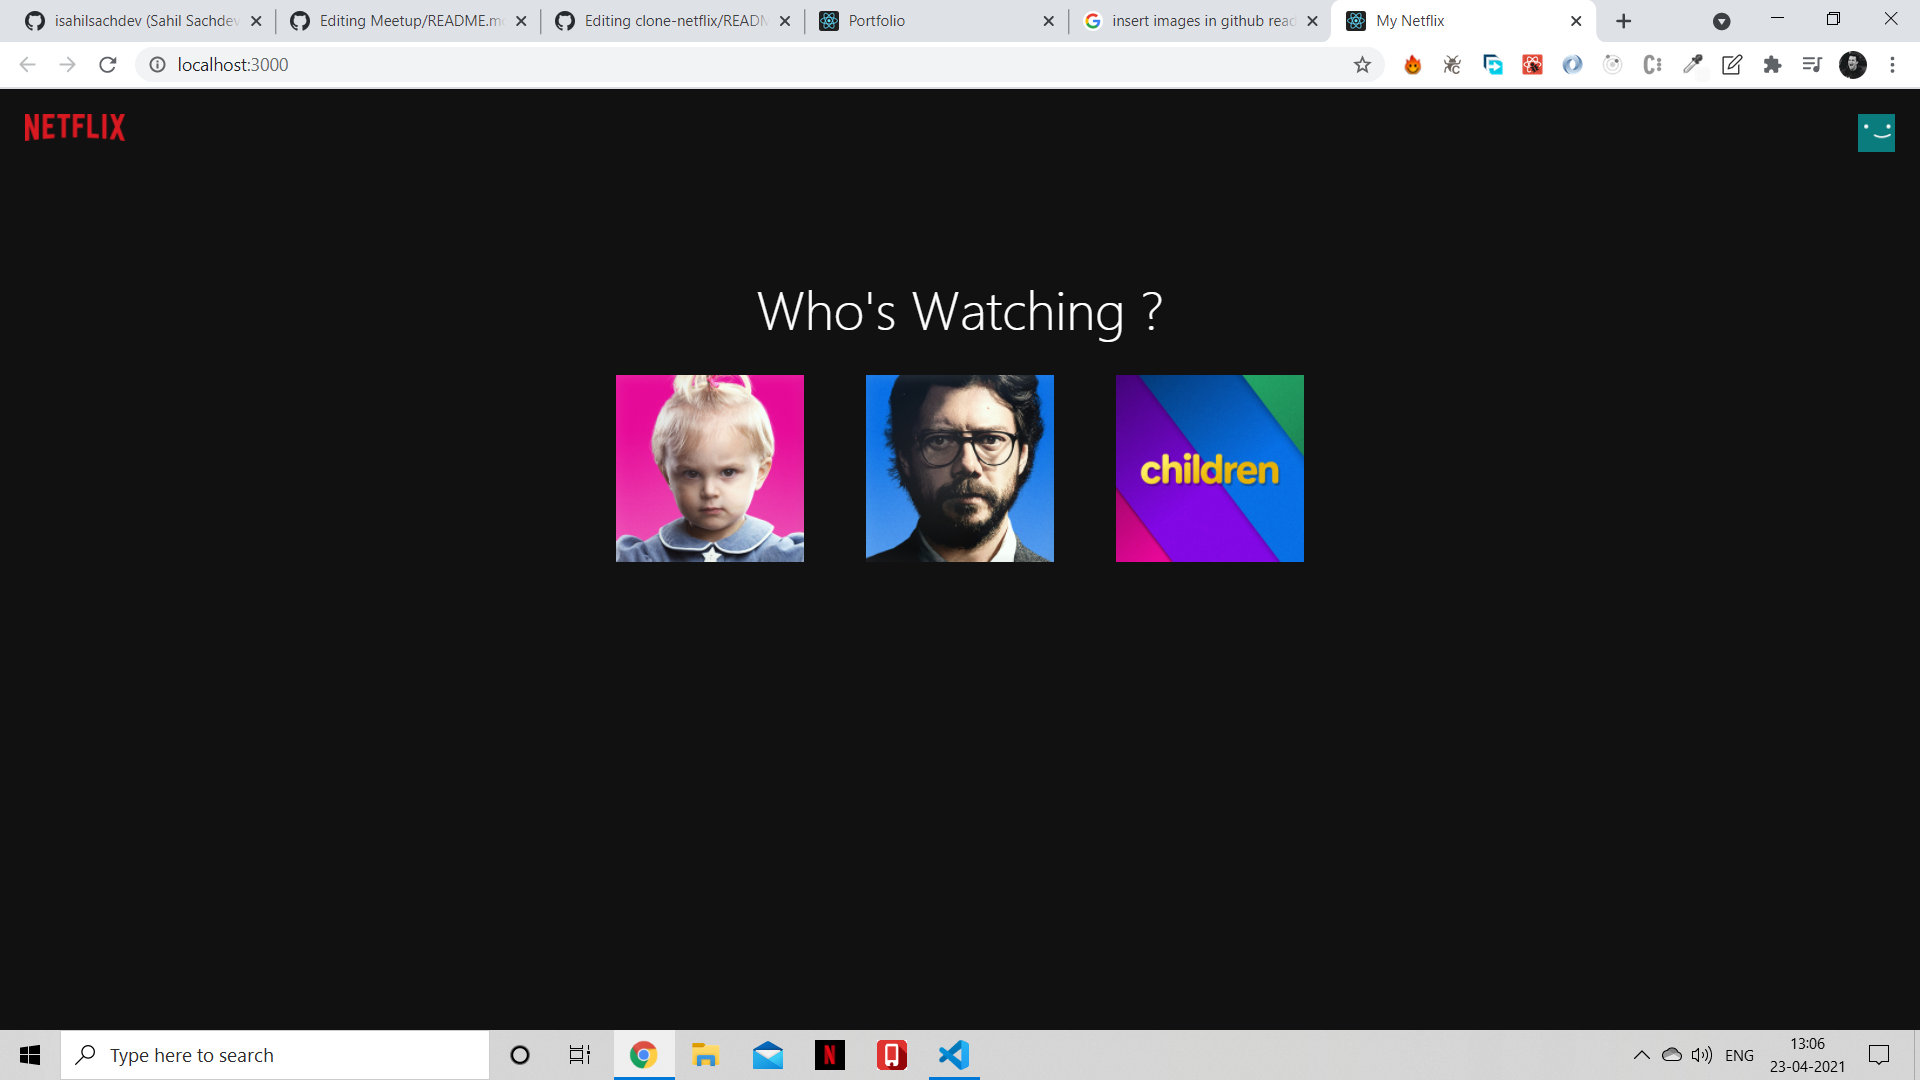 isahilsachdev (Sahil Sachdev
Editing Meetup/README.m
Editing clone-netflix/READ
Portfolio
insert images in github read
My Netflix
localhost:3000
NETFLIX
Who's Watching ?
children
Type here to search
ENG
13:06
23-04-2021